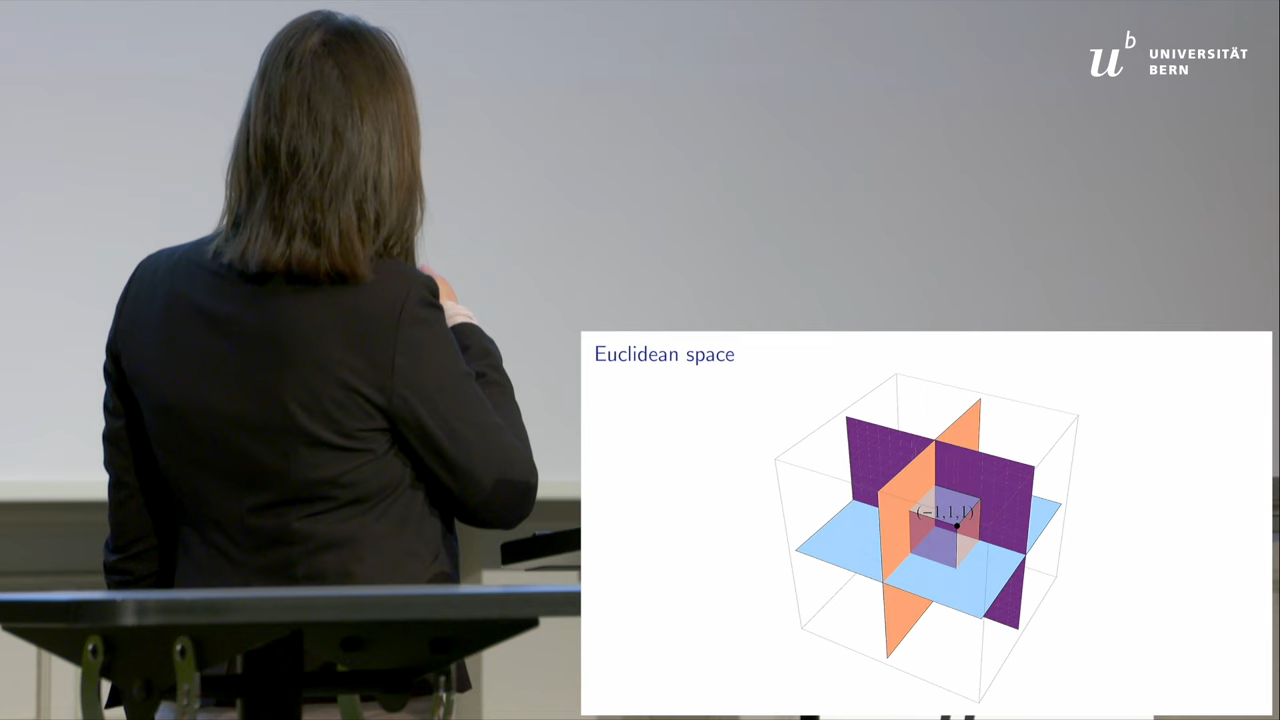 u b
UNIVERSITÄT
BERN
Euclidean space
(−1,1,1)